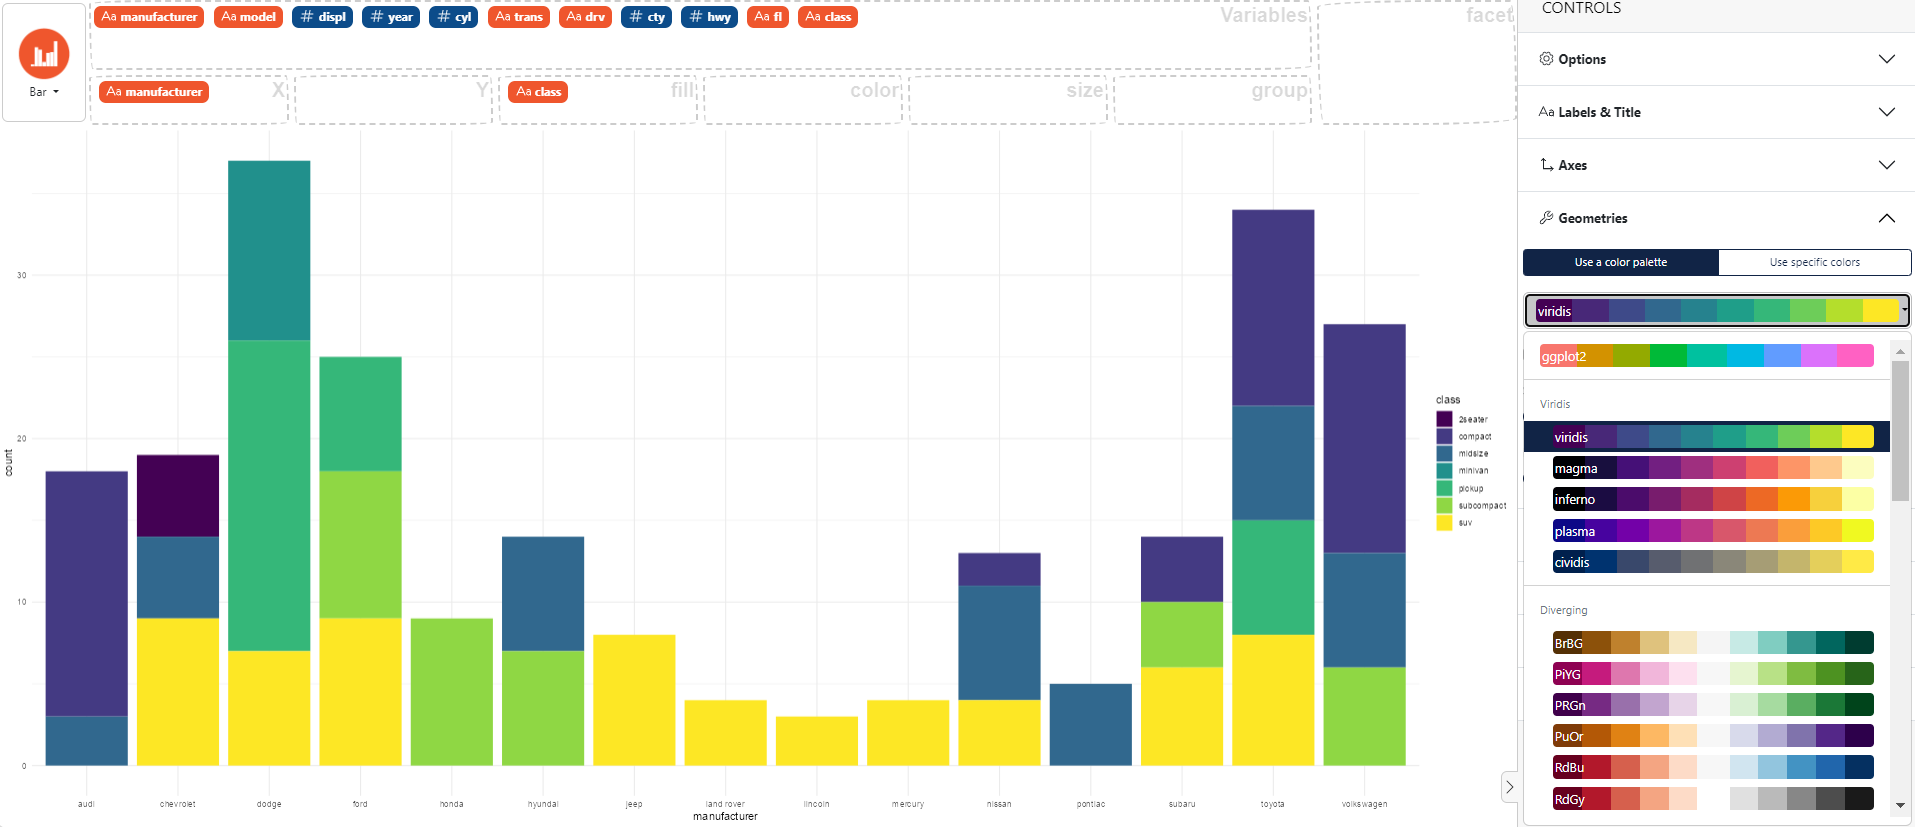 Aa manufacturer Aa model # displ # year # cyl Aa trans Aa drv # cty # hwy Aa fl Aa class Variables
facet
Bar
Aa manufacturer X
Y
Aa class fill
color
size
group
CONTROLS
Options
Aa Labels & Title
Axes
Geometries
Use a color palette Use specific colors
viridis
ggplot2
Viridis
viridis
magma
inferno
plasma
cividis
Diverging
BrBG
PiYG
PRGn
PuOr
RdBu
RdGy
count
30
20
10
0
audi chevrolet dodge ford honda hyundai jeep land rover lincoln mercury nissan pontiac subaru toyota volkswagen
manufacturer
class
2seater
compact
midsize
minivan
pickup
subcompact
suv